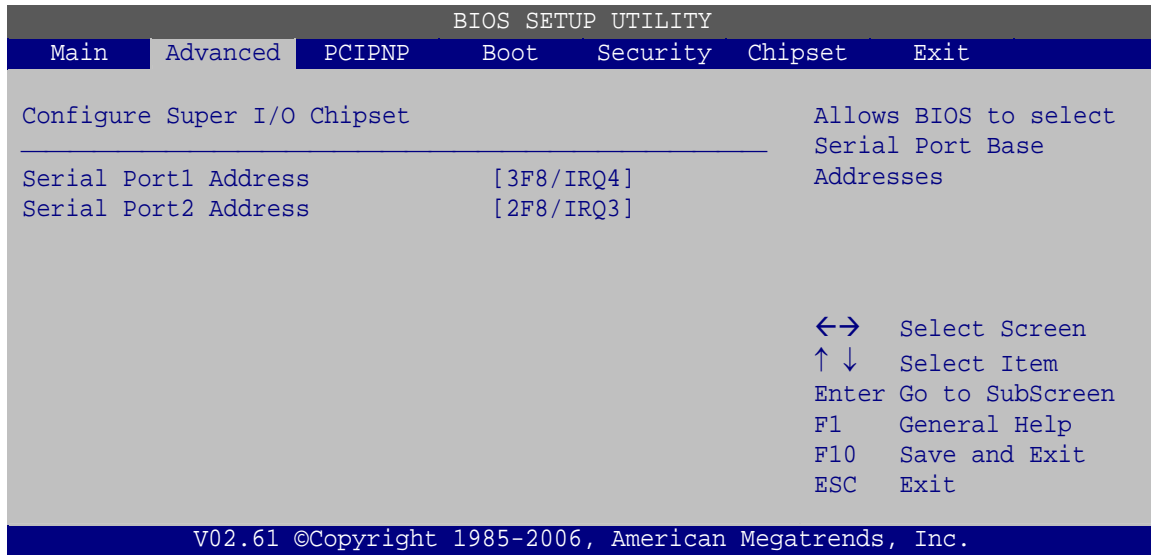 BIOS SETUP UTILITY
Main Advanced PCIPNP Boot Security Chipset Exit
Configure Super I/O Chipset
Serial Port1 Address [3F8/IRQ4]
Serial Port2 Address [2F8/IRQ3]
Allows BIOS to select
Serial Port Base
Addresses
←→ Select Screen
↑↓ Select Item
Enter Go to SubScreen
F1 General Help
F10 Save and Exit
ESC Exit
V02.61 ©Copyright 1985-2006, American Megatrends, Inc.